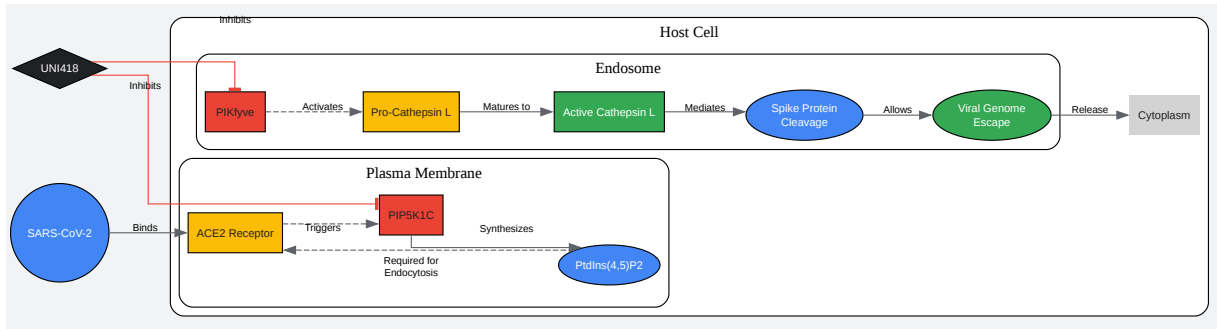 Inhibits
Host Cell
UNI418
Inhibits
Endosome
PIKfyve
Activates
Pro-Cathepsin L
Matures to
Active Cathepsin L
Mediates
Spike Protein
Cleavage
Allows
Viral Genome
Escape
Release
Cytoplasm
Plasma Membrane
SARS-CoV-2
Binds
ACE2 Receptor
Triggers
PIP5K1C
Synthesizes
Required for
Endocytosis
PtdIns(4,5)P2